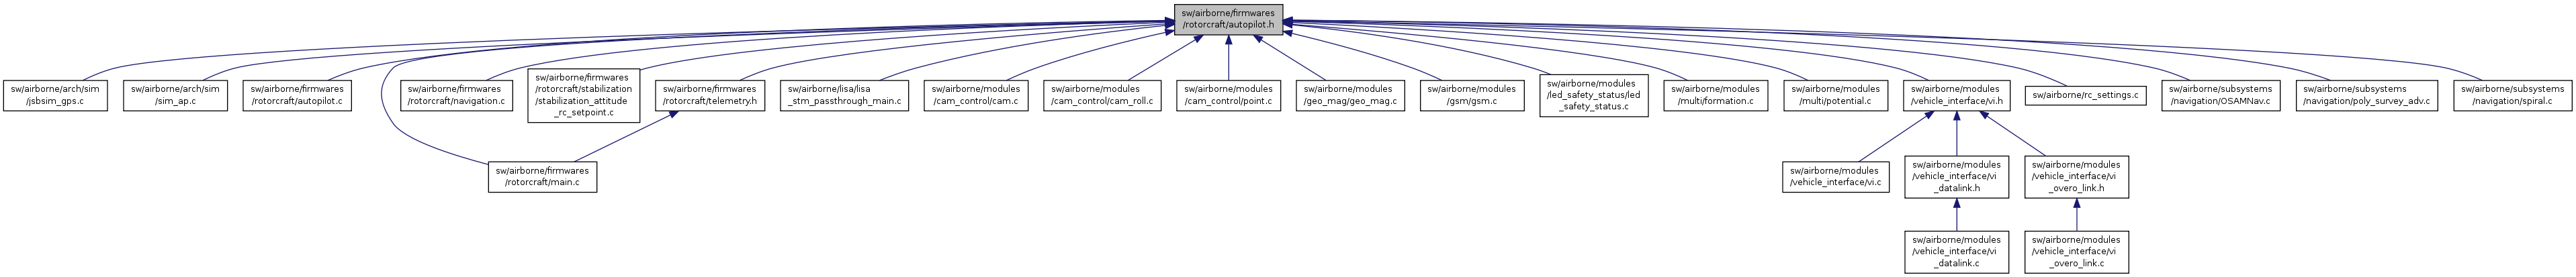 sw/airborne/firmwares
/rotorcraft/autopilot.h
sw/airborne/arch/sim
/jsbsim_gps.c
sw/airborne/arch/sim
/sim_ap.c
sw/airborne/firmwares
/rotorcraft/autopilot.c
sw/airborne/firmwares
/rotorcraft/navigation.c
sw/airborne/firmwares
/rotorcraft/stabilization
/stabilization_attitude
_rc_setpoint.c
sw/airborne/firmwares
/rotorcraft/telemetry.h
sw/airborne/lisa/lisa
_stm_passthrough_main.c
sw/airborne/modules
/cam_control/cam.c
sw/airborne/modules
/cam_control/cam_roll.c
sw/airborne/modules
/cam_control/point.c
sw/airborne/modules
/geo_mag/geo_mag.c
sw/airborne/modules
/gsm/gsm.c
sw/airborne/modules
/led_safety_status/led
_safety_status.c
sw/airborne/modules
/multi/formation.c
sw/airborne/modules
/multi/potential.c
sw/airborne/modules
/vehicle_interface/vi.h
sw/airborne/rc_settings.c
sw/airborne/subsystems
/navigation/OSAMNav.c
sw/airborne/subsystems
/navigation/poly_survey_adv.c
sw/airborne/subsystems
/navigation/spiral.c
sw/airborne/firmwares
/rotorcraft/main.c
sw/airborne/modules
/vehicle_interface/vi.c
sw/airborne/modules
/vehicle_interface/vi
_datalink.h
sw/airborne/modules
/vehicle_interface/vi
_overo_link.h
sw/airborne/modules
/vehicle_interface/vi
_datalink.c
sw/airborne/modules
/vehicle_interface/vi
_overo_link.c